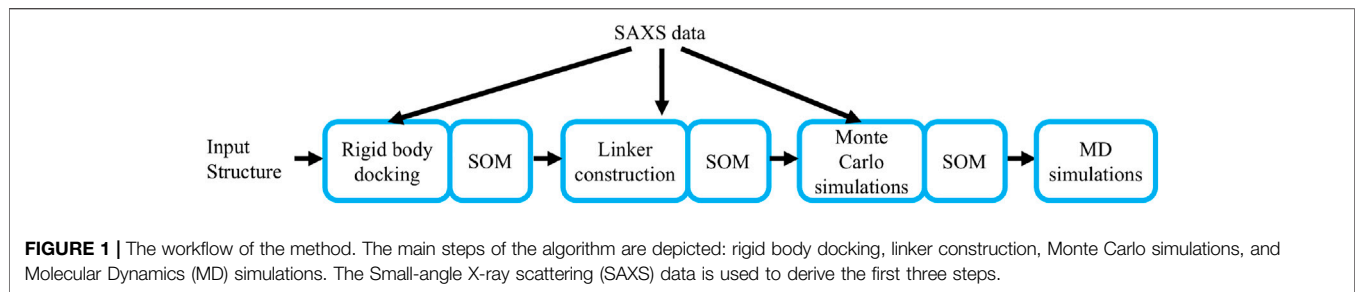 SAXS data
Input
Structure
Rigid body
docking
SOM
Linker
construction
SOM
Monte
Carlo
simulations
SOM
MD
simulations
FIGURE 1 | The workflow of the method. The main steps of the algorithm are depicted: rigid body docking, linker construction, Monte Carlo simulations, and
Molecular Dynamics (MD) simulations. The Small-angle X-ray scattering (SAXS) data is used to derive the first three steps.